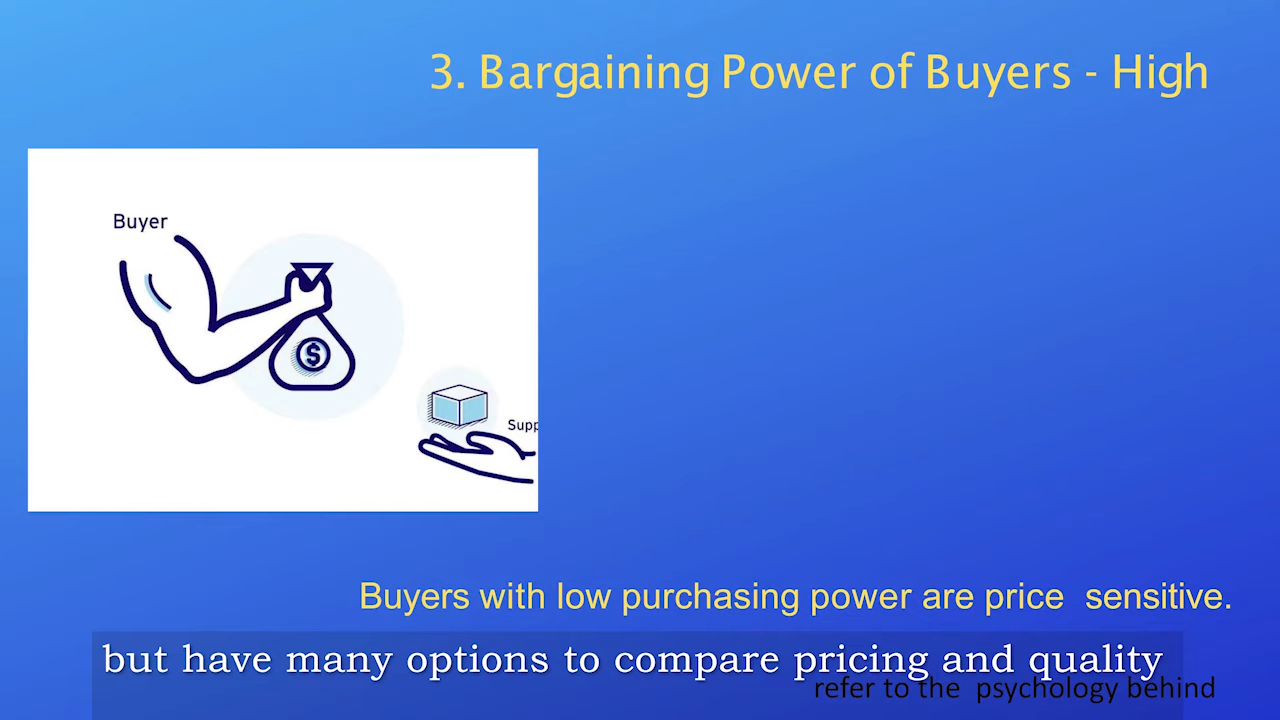 3. Bargaining Power of Buyers - High
Buyer
$
Supp
Buyers with low purchasing power are price sensitive.
but have many options to compare pricing and quality
refer to the psychology behind